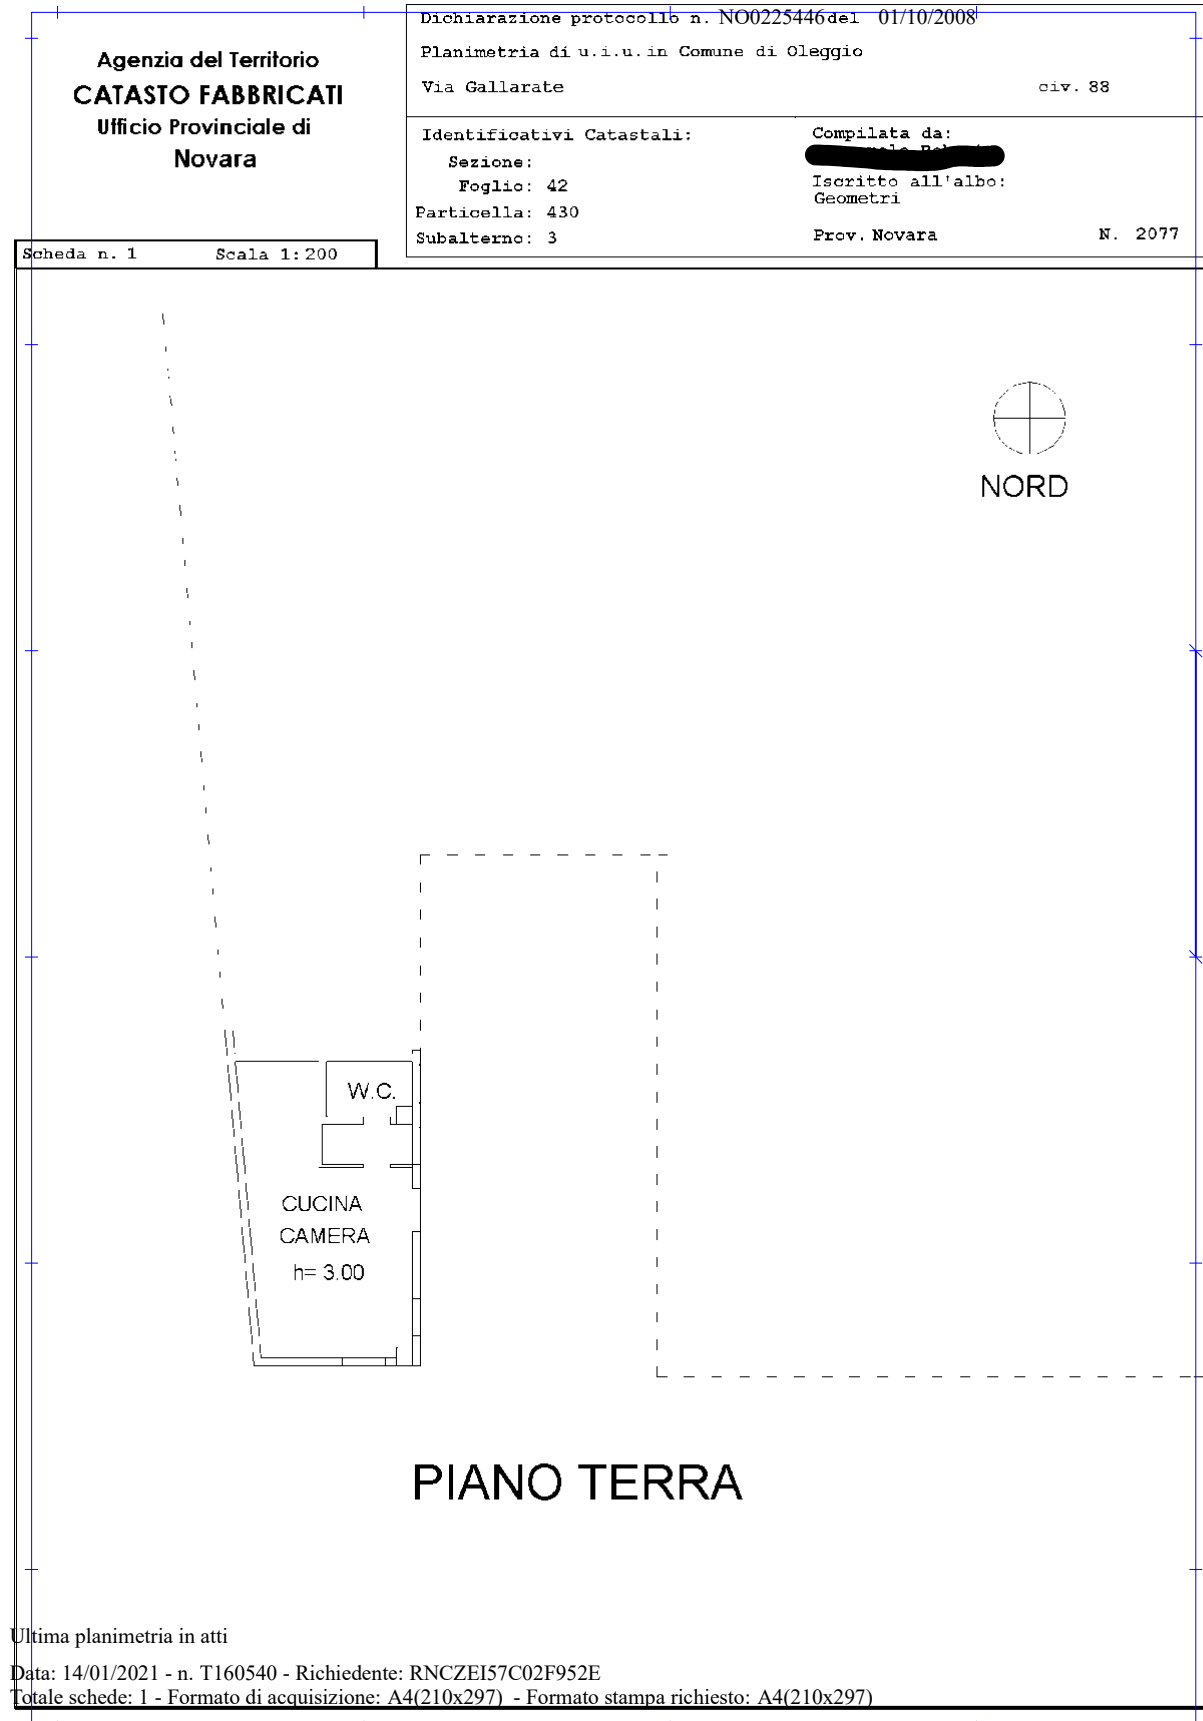 Agenzia del Territorio
CATASTO FABBRICATI
Ufficio Provinciale di
Novara
Dichiarazione protocollo n. NO0225446 del 01/10/2008
Planimetria di u.i.u. in Comune di Oleggio
Via Gallarate civ. 88
Identificativi Catastali:
Sezione:
Foglio: 42
Particella: 430
Subalterno: 3
Compilata da:
Iscritto all'albo:
Geometri
Prov. Novara N. 2077
Scheda n. 1 Scala 1:200
NORD
W.C.
CUCINA
CAMERA
h= 3.00
PIANO TERRA
Ultima planimetria in atti
Data: 14/01/2021 - n. T160540 - Richiedente: RNCZEI57C02F952E
Totale schede: 1 - Formato di acquisizione: A4(210x297) - Formato stampa richiesto: A4(210x297)